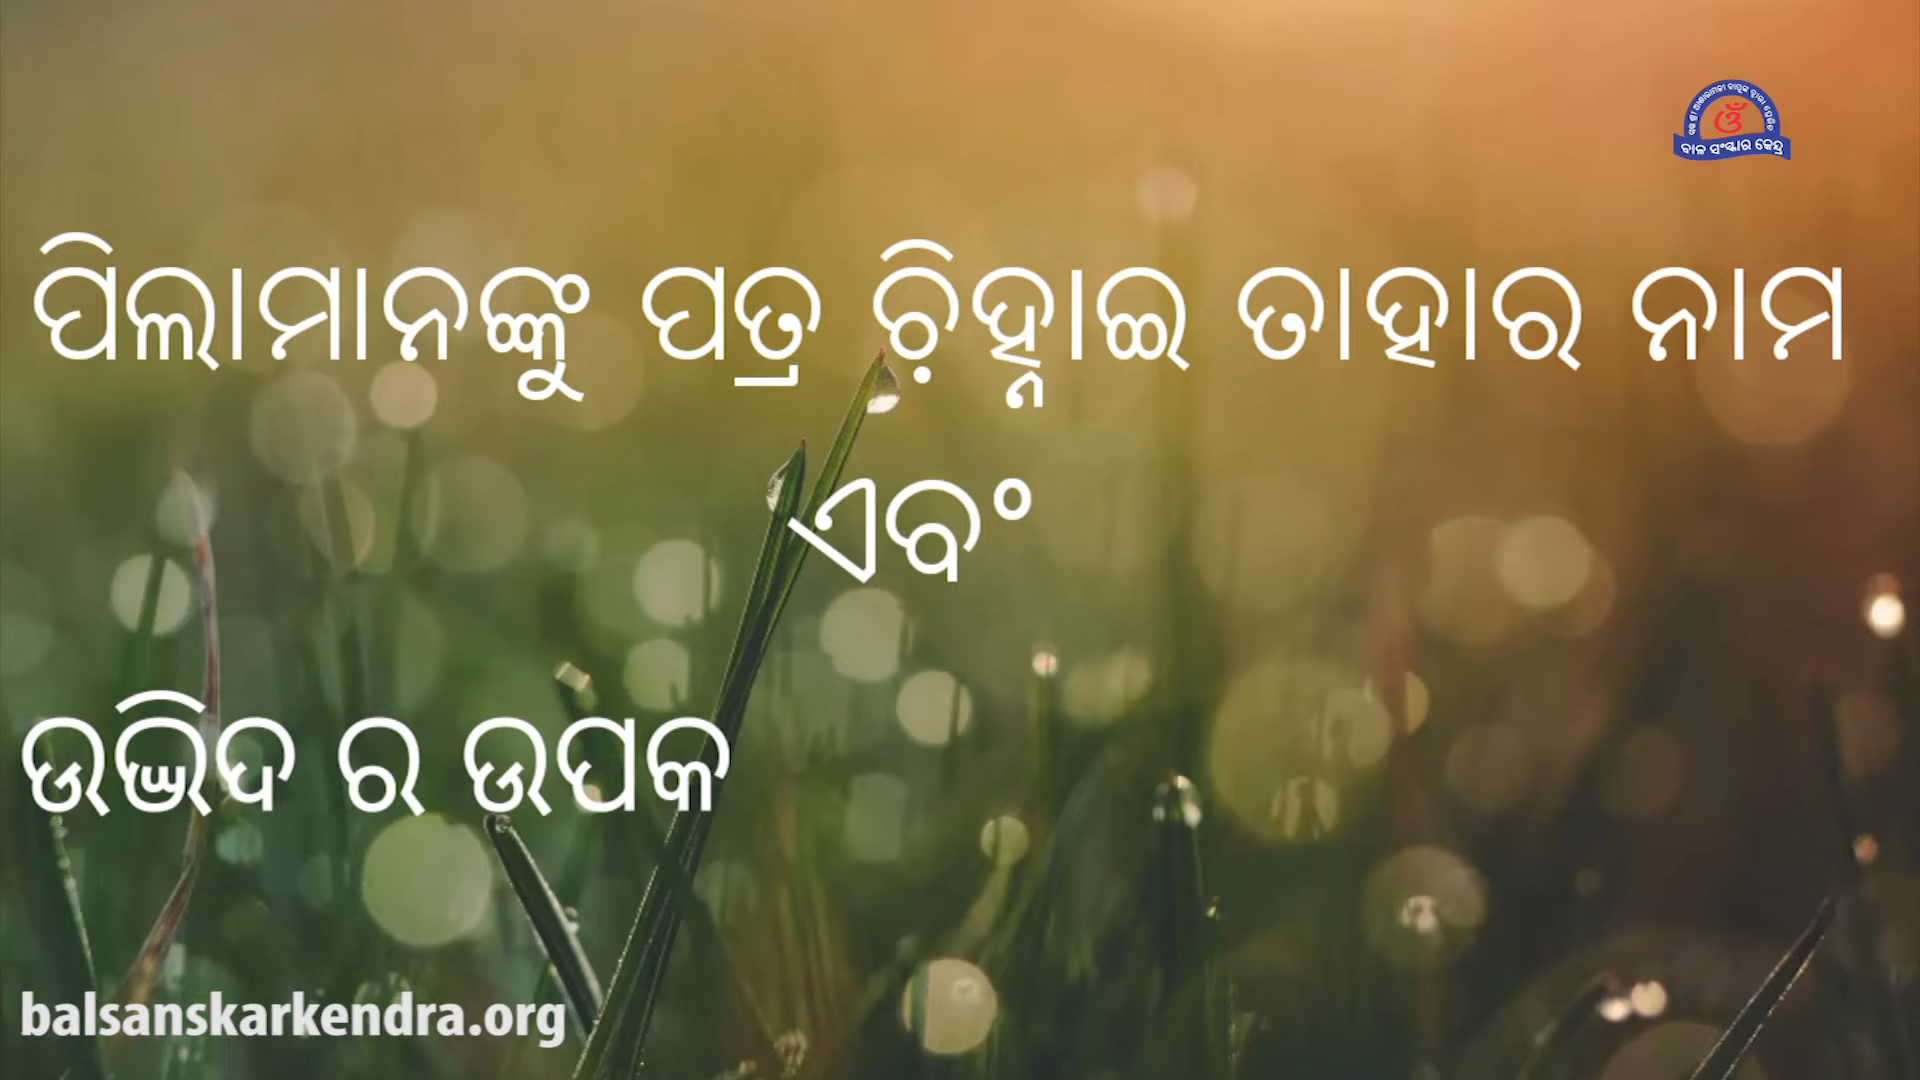 ବାଳ ସଂସ୍କାର କେନ୍ଦ୍ର
ପିଲାମାନଙ୍କୁ ପତ୍ର ଚ଼ିହ୍ନାଇ ତାହାର ନାମ
ଏବଂ
ଉଦ୍ଭିଦ ର ଉପକ
balsanskarkendra.org